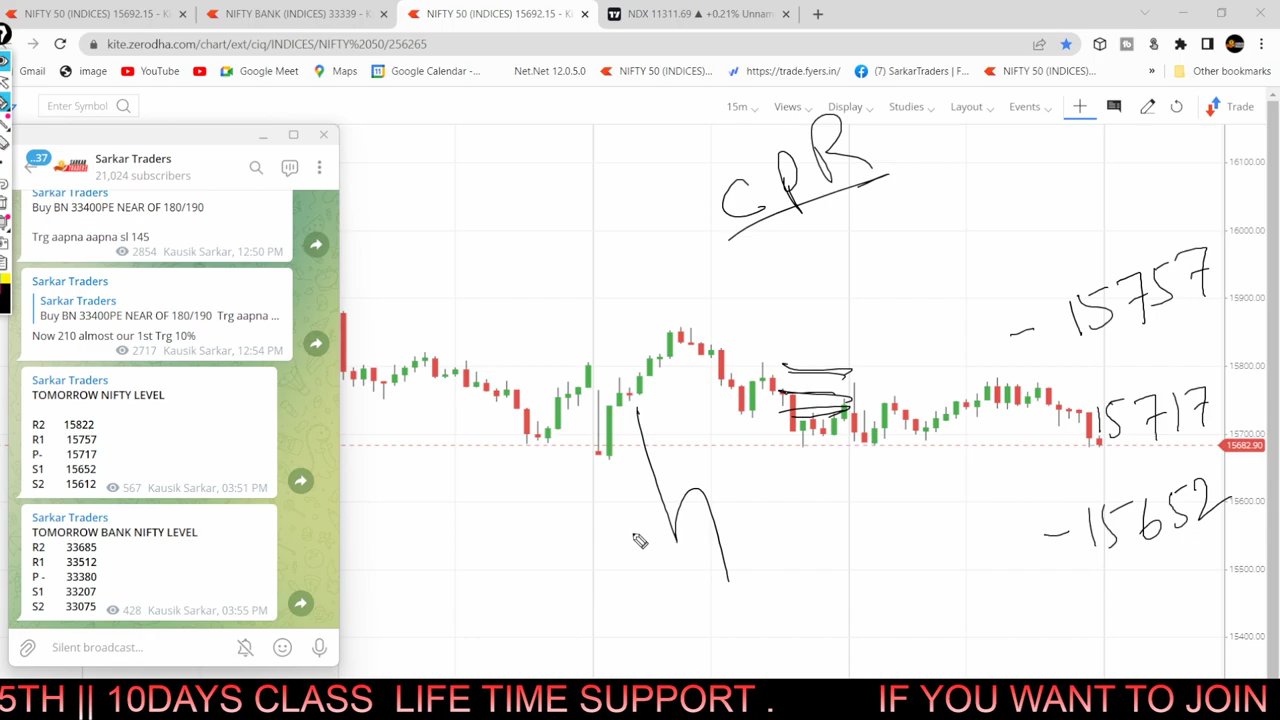 NIFTY 50 (INDICES) 15692.15 - Ki
NIFTY BANK (INDICES) 33339 - K
NIFTY 50 (INDICES) 15692.15 - Ki
NDX 11311.69 ▲ +0.21% Unnam
kite.zerodha.com/chart/ext/ciq/INDICES/NIFTY%2050/256265
Gmail
image
YouTube
Google Meet
Maps
Google Calendar -...
Net.Net 12.0.5.0
NIFTY 50 (INDICES)...
https://trade.fyers.in/
(7) SarkarTraders | F...
NIFTY 50 (INDICES)...
»
Other bookmarks
Enter Symbol
15m
Views
Display
Studies
Layout
Events
Trade
..37
Sarkar Traders
21,024 subscribers
Sarkar Traders
Buy BN 33400PE NEAR OF 180/190
Trg aapna aapna sl 145
2854 Kausik Sarkar, 12:50 PM
Sarkar Traders
Sarkar Traders
Buy BN 33400PE NEAR OF 180/190 Trg aapna ...
Now 210 almost our 1st Trg 10%
2717 Kausik Sarkar, 12:54 PM
Sarkar Traders
TOMORROW NIFTY LEVEL
R2 15822
R1 15757
P- 15717
S1 15652
S2 15612
567 Kausik Sarkar, 03:51 PM
Sarkar Traders
TOMORROW BANK NIFTY LEVEL
R2 33685
R1 33512
P - 33380
S1 33207
S2 33075
428 Kausik Sarkar, 03:55 PM
Silent broadcast...
CPR
- 15757
15717
- 15652
16100.00
16000.00
15900.00
15800.00
15700.00
15682.90
15600.00
15500.00
15400.00
5TH || 10DAYS CLASS LIFE TIME SUPPORT . IF YOU WANT TO JOIN